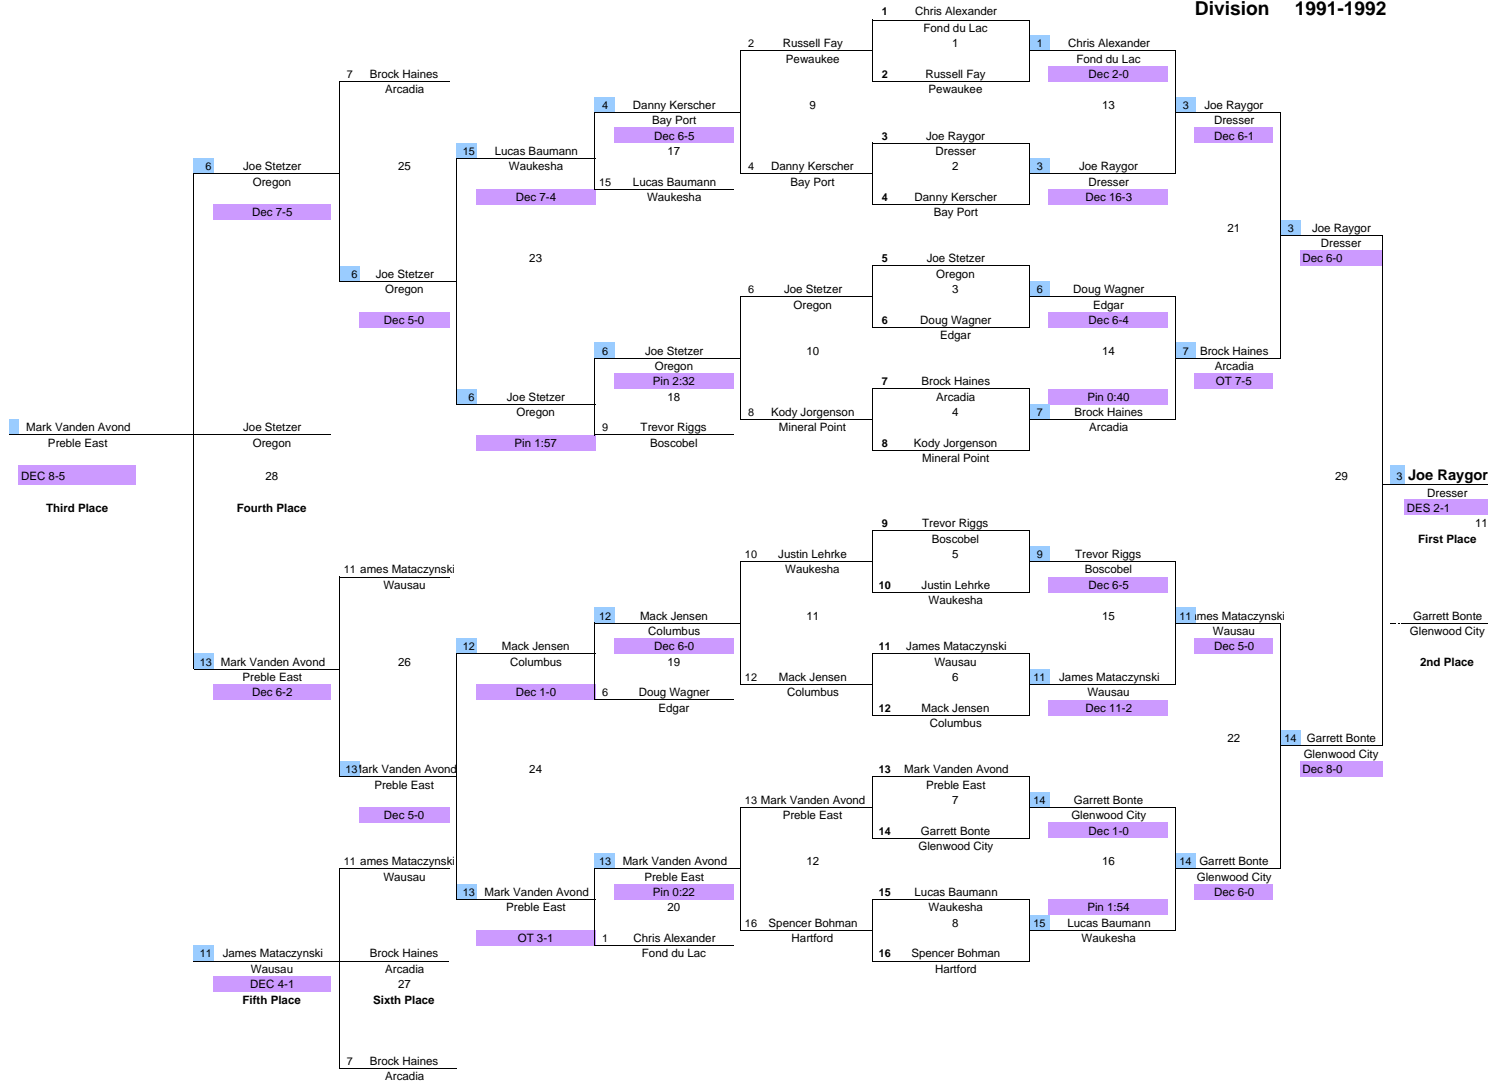 Division 1991-1992
1 Chris Alexander
Fond du Lac
1
2 Russell Fay
Pewaukee
3 Joe Raygor
Dresser
2
4 Danny Kerscher
Bay Port
5 Joe Stetzer
Oregon
3
6 Doug Wagner
Edgar
7 Brock Haines
Arcadia
4
8 Kody Jorgenson
Mineral Point
9 Trevor Riggs
Boscobel
5
10 Justin Lehrke
Waukesha
11 James Mataczynski
Wausau
6
12 Mack Jensen
Columbus
13 Mark Vanden Avond
Preble East
7
14 Garrett Bonte
Glenwood City
15 Lucas Baumann
Waukesha
8
16 Spencer Bohman
Hartford
1 Chris Alexander
Fond du Lac
Dec 2-0
13
3 Joe Raygor
Dresser
Dec 16-3
6 Doug Wagner
Edgar
Dec 6-4
14
Pin 0:40
7 Brock Haines
Arcadia
9 Trevor Riggs
Boscobel
Dec 6-5
15
11 James Mataczynski
Wausau
Dec 11-2
14 Garrett Bonte
Glenwood City
Dec 1-0
16
Pin 1:54
15 Lucas Baumann
Waukesha
3 Joe Raygor
Dresser
Dec 6-1
21
7 Brock Haines
Arcadia
OT 7-5
11 mes Mataczynski
Wausau
Dec 5-0
22
14 Garrett Bonte
Glenwood City
Dec 6-0
3 Joe Raygor
Dresser
Dec 6-0
29
14 Garrett Bonte
Glenwood City
Dec 8-0
3 Joe Raygor
Dresser
DES 2-1
11
First Place
Garrett Bonte
Glenwood City
2nd Place
2 Russell Fay
Pewaukee
9
4 Danny Kerscher
Bay Port
6 Joe Stetzer
Oregon
10
8 Kody Jorgenson
Mineral Point
10 Justin Lehrke
Waukesha
11
12 Mack Jensen
Columbus
13 Mark Vanden Avond
Preble East
12
16 Spencer Bohman
Hartford
4 Danny Kerscher
Bay Port
Dec 6-5
17
15 Lucas Baumann
Waukesha
6 Joe Stetzer
Oregon
Pin 2:32
18
9 Trevor Riggs
Boscobel
12 Mack Jensen
Columbus
Dec 6-0
19
6 Doug Wagner
Edgar
13 Mark Vanden Avond
Preble East
Pin 0:22
20
1 Chris Alexander
Fond du Lac
15 Lucas Baumann
Waukesha
Dec 7-4
23
6 Joe Stetzer
Oregon
Pin 1:57
12 Mack Jensen
Columbus
Dec 1-0
24
13 Mark Vanden Avond
Preble East
OT 3-1
7 Brock Haines
Arcadia
25
6 Joe Stetzer
Oregon
Dec 5-0
11 ames Mataczynski
Wausau
26
13 Mark Vanden Avond
Preble East
Dec 5-0
6 Joe Stetzer
Oregon
Dec 7-5
13 Mark Vanden Avond
Preble East
Dec 6-2
Mark Vanden Avond
Preble East
DEC 8-5
Third Place
Joe Stetzer
Oregon
28
Fourth Place
11 ames Mataczynski
Wausau
11 James Mataczynski
Wausau
DEC 4-1
Fifth Place
Brock Haines
Arcadia
27
Sixth Place
7 Brock Haines
Arcadia